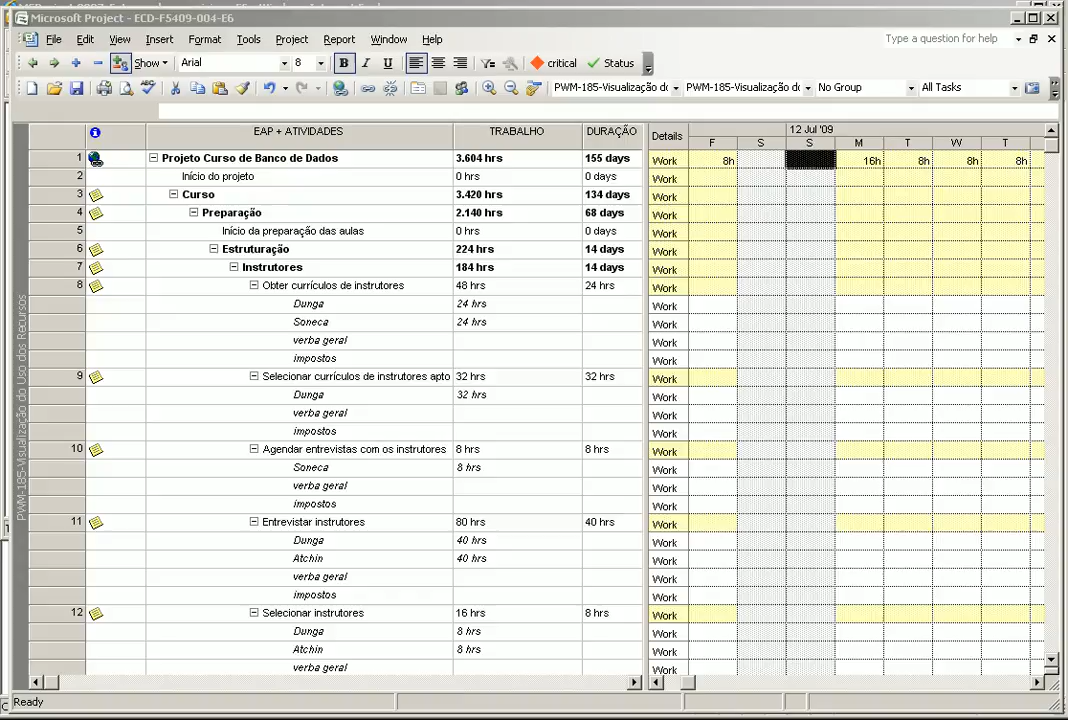 Microsoft Project - ECD-F5409-004-E6
File Edit View Insert Format Tools Project Report Window Help Type a question for help
Show Arial 8 B I U critical Status
PWM-185-Visualização do PWM-185-Visualização do No Group All Tasks
EAP + ATIVIDADES TRABALHO DURAÇÃO Details 12 Jul '09
F S S M T W T
1 Projeto Curso de Banco de Dados 3.604 hrs 155 days Work 8h 16h 8h 8h 8h
2 Início do projeto 0 hrs 0 days Work
3 Curso 3.420 hrs 134 days Work
4 Preparação 2.140 hrs 68 days Work
5 Início da preparação das aulas 0 hrs 0 days Work
6 Estruturação 224 hrs 14 days Work
7 Instrutores 184 hrs 14 days Work
8 Obter currículos de instrutores 48 hrs 24 hrs Work
Dunga 24 hrs Work
Soneca 24 hrs Work
verba geral Work
impostos Work
9 Selecionar currículos de instrutores apto 32 hrs 32 hrs Work
Dunga 32 hrs Work
verba geral Work
impostos Work
10 Agendar entrevistas com os instrutores 8 hrs 8 hrs Work
Soneca 8 hrs Work
verba geral Work
impostos Work
11 Entrevistar instrutores 80 hrs 40 hrs Work
Dunga 40 hrs Work
Atchin 40 hrs Work
verba geral Work
impostos Work
12 Selecionar instrutores 16 hrs 8 hrs Work
Dunga 8 hrs Work
Atchin 8 hrs Work
verba geral Work
PWM-185-Visualização do Uso dos Recursos
Ready